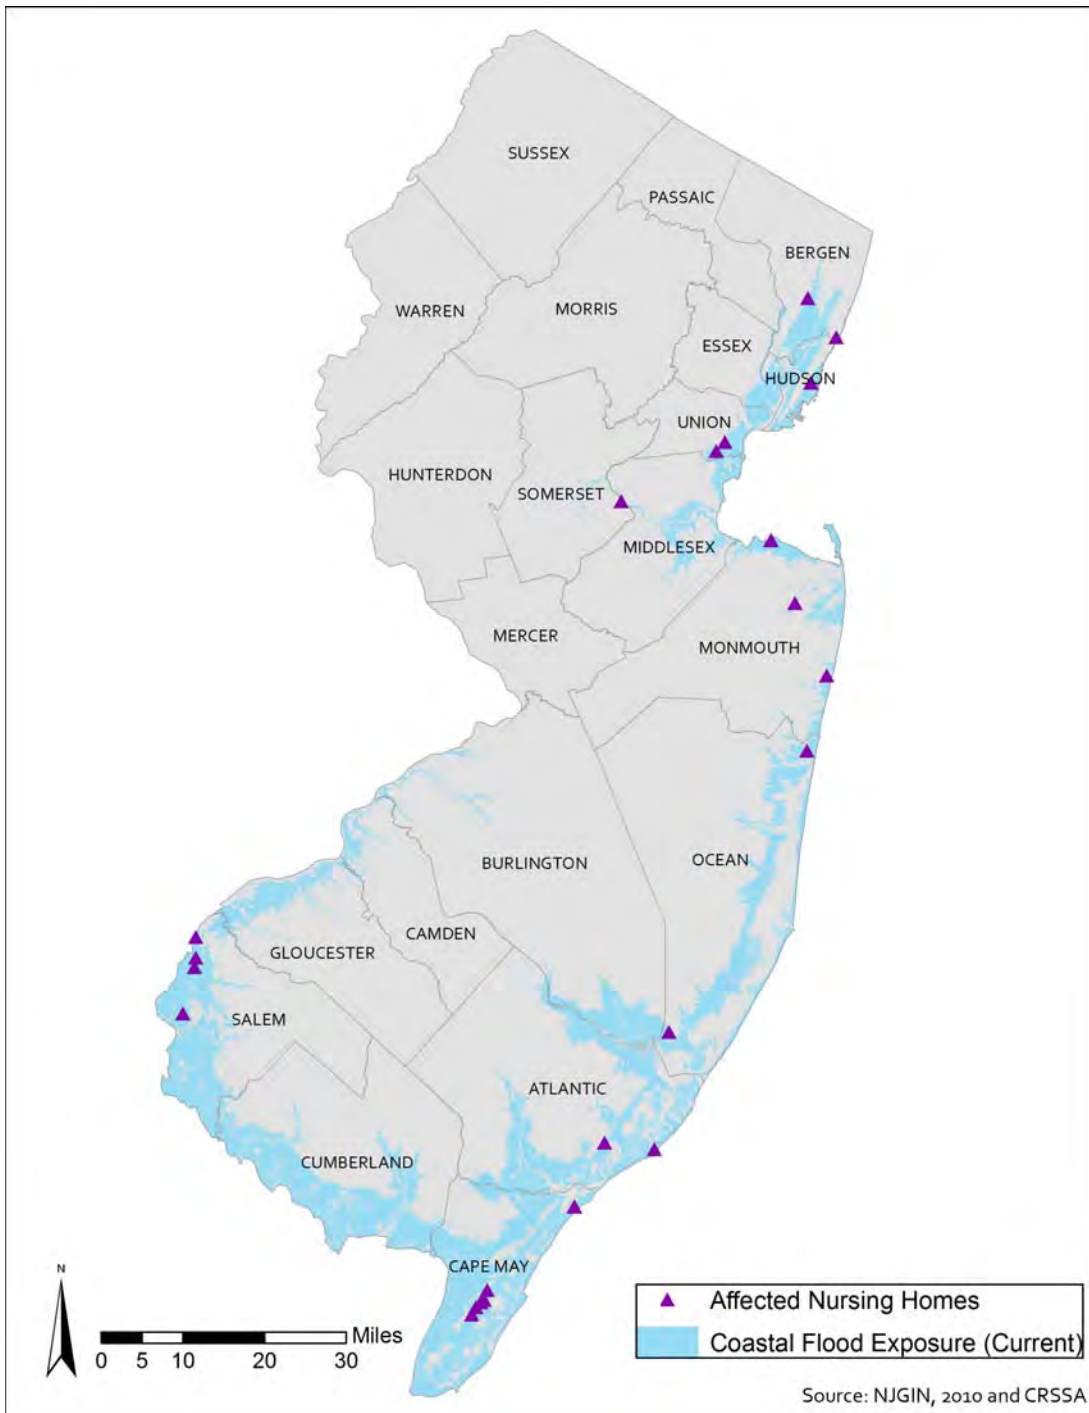 SUSSEX
PASSAIC
BERGEN
WARREN
MORRIS
ESSEX
HUDSON
UNION
HUNTERDON
SOMERSET
MIDDLESEX
MERCER
MONMOUTH
BURLINGTON
OCEAN
CAMDEN
GLOUCESTER
SALEM
ATLANTIC
CUMBERLAND
CAPE MAY
N
Miles
0 5 10 20 30
Affected Nursing Homes
Coastal Flood Exposure (Current)
Source: NJGIN, 2010 and CRSSA